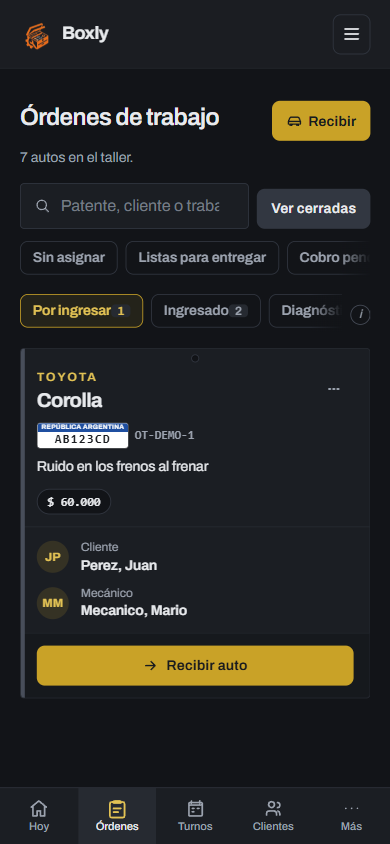 Boxly
Órdenes de trabajo
Recibir
7 autos en el taller.
Patente, cliente o traba
Ver cerradas
Sin asignar
Listas para entregar
Cobro pen
Por ingresar 1
Ingresado 2
Diagnóst
i
TOYOTA
Corolla
REPÚBLICA ARGENTINA
AB123CD
OT-DEMO-1
Ruido en los frenos al frenar
$ 60.000
JP
Cliente
Perez, Juan
MM
Mecánico
Mecanico, Mario
Recibir auto
Hoy
Órdenes
Turnos
Clientes
Más